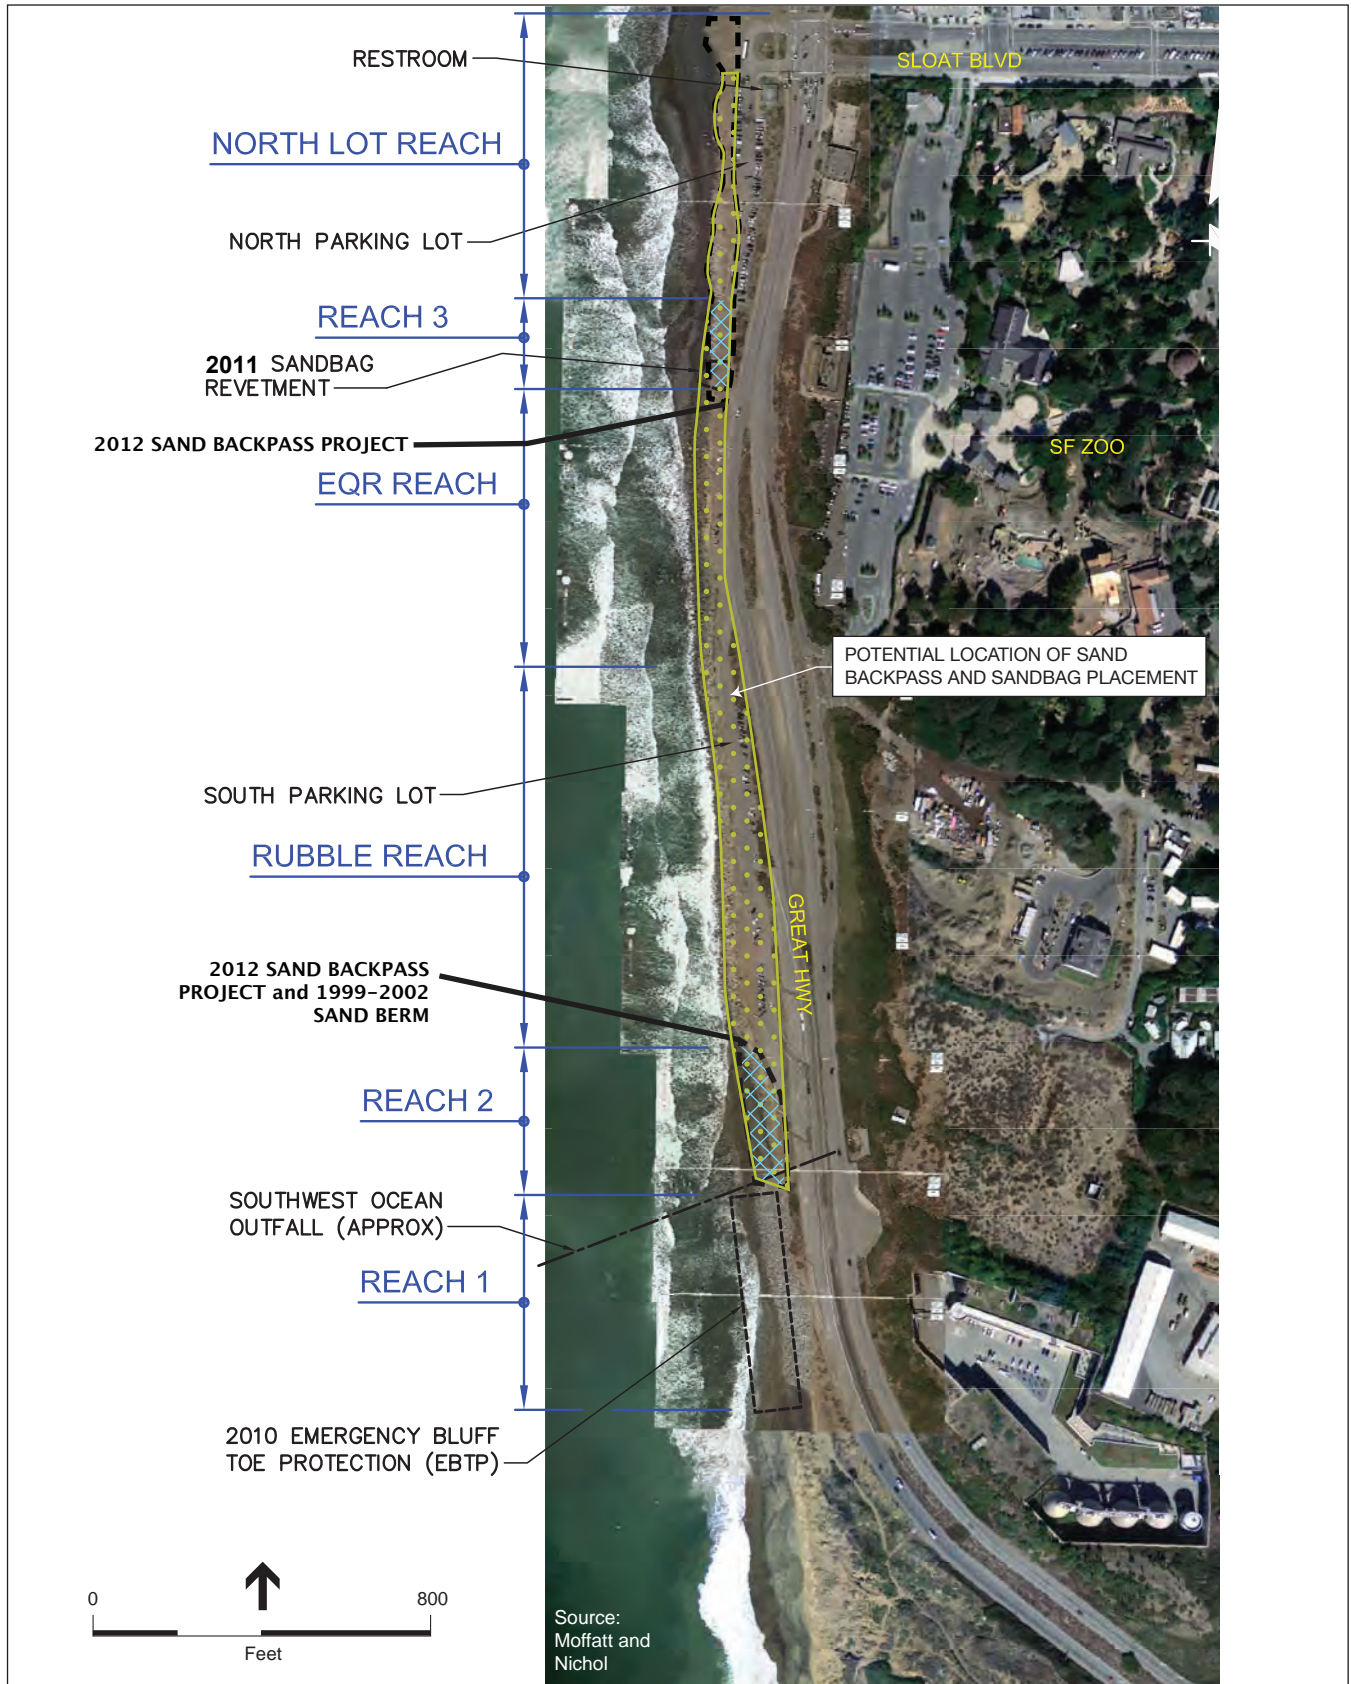 RESTROOM
SLOAT BLVD
NORTH LOT REACH
NORTH PARKING LOT
REACH 3
2011 SANDBAG
REVETMENT
2012 SAND BACKPASS PROJECT
SF ZOO
EQR REACH
POTENTIAL LOCATION OF SAND
BACKPASS AND SANDBAG PLACEMENT
SOUTH PARKING LOT
RUBBLE REACH
GREAT HWY
2012 SAND BACKPASS
PROJECT and 1999–2002
SAND BERM
REACH 2
SOUTHWEST OCEAN
OUTFALL (APPROX)
REACH 1
2010 EMERGENCY BLUFF
TOE PROTECTION (EBTP)
0 800
Feet
Source:
Moffatt and
Nichol